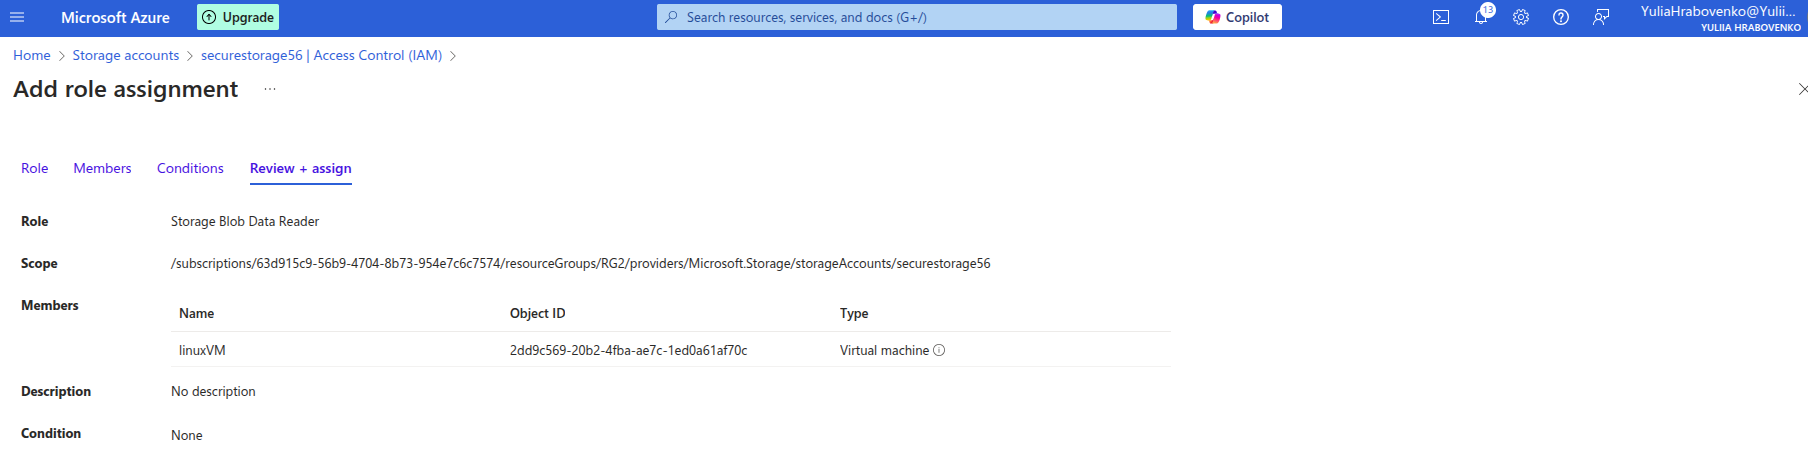 Microsoft Azure Upgrade Search resources, services, and docs (G+/) Copilot 13 YuliaHrabovenko@Yulii...
YULIIA HRABOVENKO
Home > Storage accounts > securestorage56 | Access Control (IAM) >
Add role assignment ...
Role Members Conditions Review + assign
Role Storage Blob Data Reader
Scope /subscriptions/63d915c9-56b9-4704-8b73-954e7c6c7574/resourceGroups/RG2/providers/Microsoft.Storage/storageAccounts/securestorage56
Members Name Object ID Type
linuxVM 2dd9c569-20b2-4fba-ae7c-1ed0a61af70c Virtual machine
Description No description
Condition None